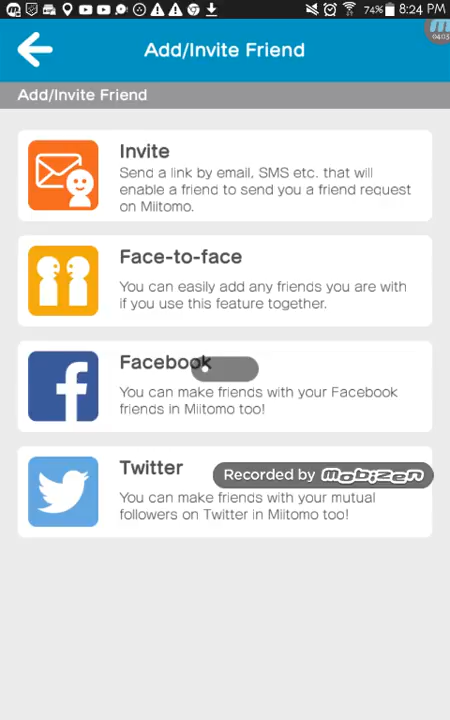 74% 8:24 PM
Add/Invite Friend
04:03
Add/Invite Friend
Invite
Send a link by email, SMS etc. that will
enable a friend to send you a friend request
on Miitomo.
Face-to-face
You can easily add any friends you are with
if you use this feature together.
Facebook
You can make friends with your Facebook
friends in Miitomo too!
Twitter
Recorded by MOBIZEN
You can make friends with your mutual
followers on Twitter in Miitomo too!